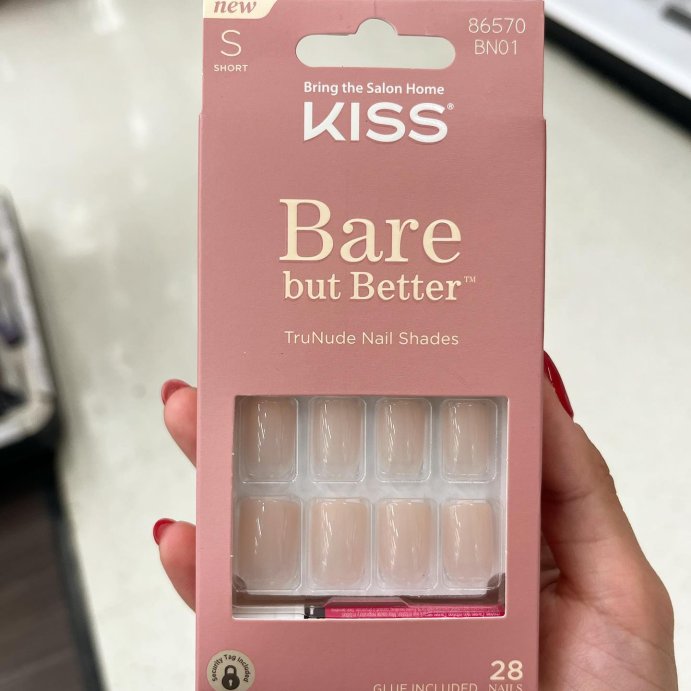 new
S
SHORT
86570
BN01
Bring the Salon Home
KISS®
Bare
but Better™
TruNude Nail Shades
Security Tag Included
28
GLUE INCLUDED NAILS